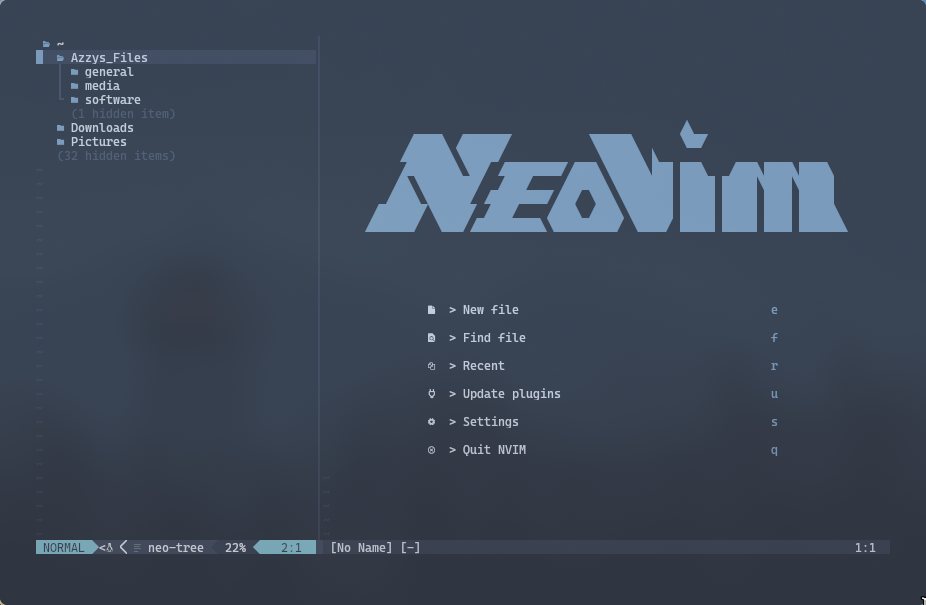 ~
Azzys_Files
general
media
software
(1 hidden item)
Downloads
Pictures
(32 hidden items)
NEOVIM
> New file e
> Find file f
> Recent r
> Update plugins u
> Settings s
> Quit NVIM q
NORMAL < neo-tree 22% 2:1 [No Name] [-] 1:1